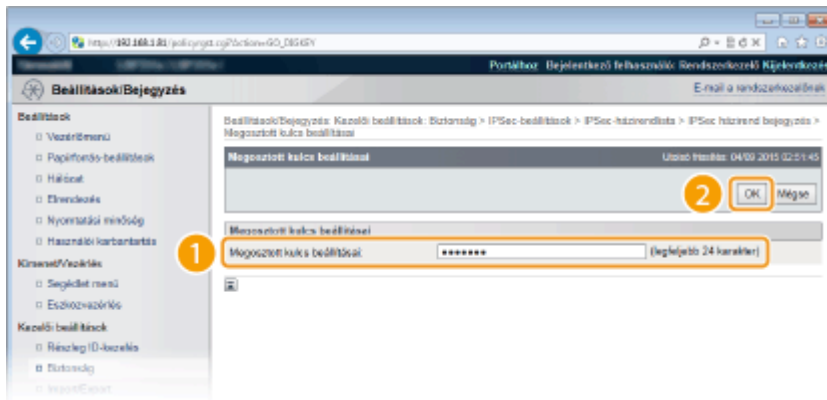 Portálhoz Bejelentkező felhasználó: Rendszerkezelő Kijelentkezés
Beállítások/Bejegyzés
E-mail a rendszerkezelőnek
Beállítások
Vezérlőmenü
Papírforrás-beállítások
Hálózat
Elrendezés
Nyomtatási minőség
Használói karbantartás
Kimenet/Vezérlés
Segédlet menü
Eszközvezérlés
Kezelői beállítások
Részleg ID-kezelés
Biztonság
Import/Export
Beállítások/Bejegyzés: Kezelői beállítások: Biztonság > IPSec-beállítások > IPSec-házirendlista > IPSec házirend bejegyzés >
Megosztott kulcs beállításai
Megosztott kulcs beállításai
Utolsó frissítés: 04/09 2015 02:51:45
2
OK
Mégse
Megosztott kulcs beállításai
1
Megosztott kulcs beállításai:
•••••••
(legfeljebb 24 karakter)